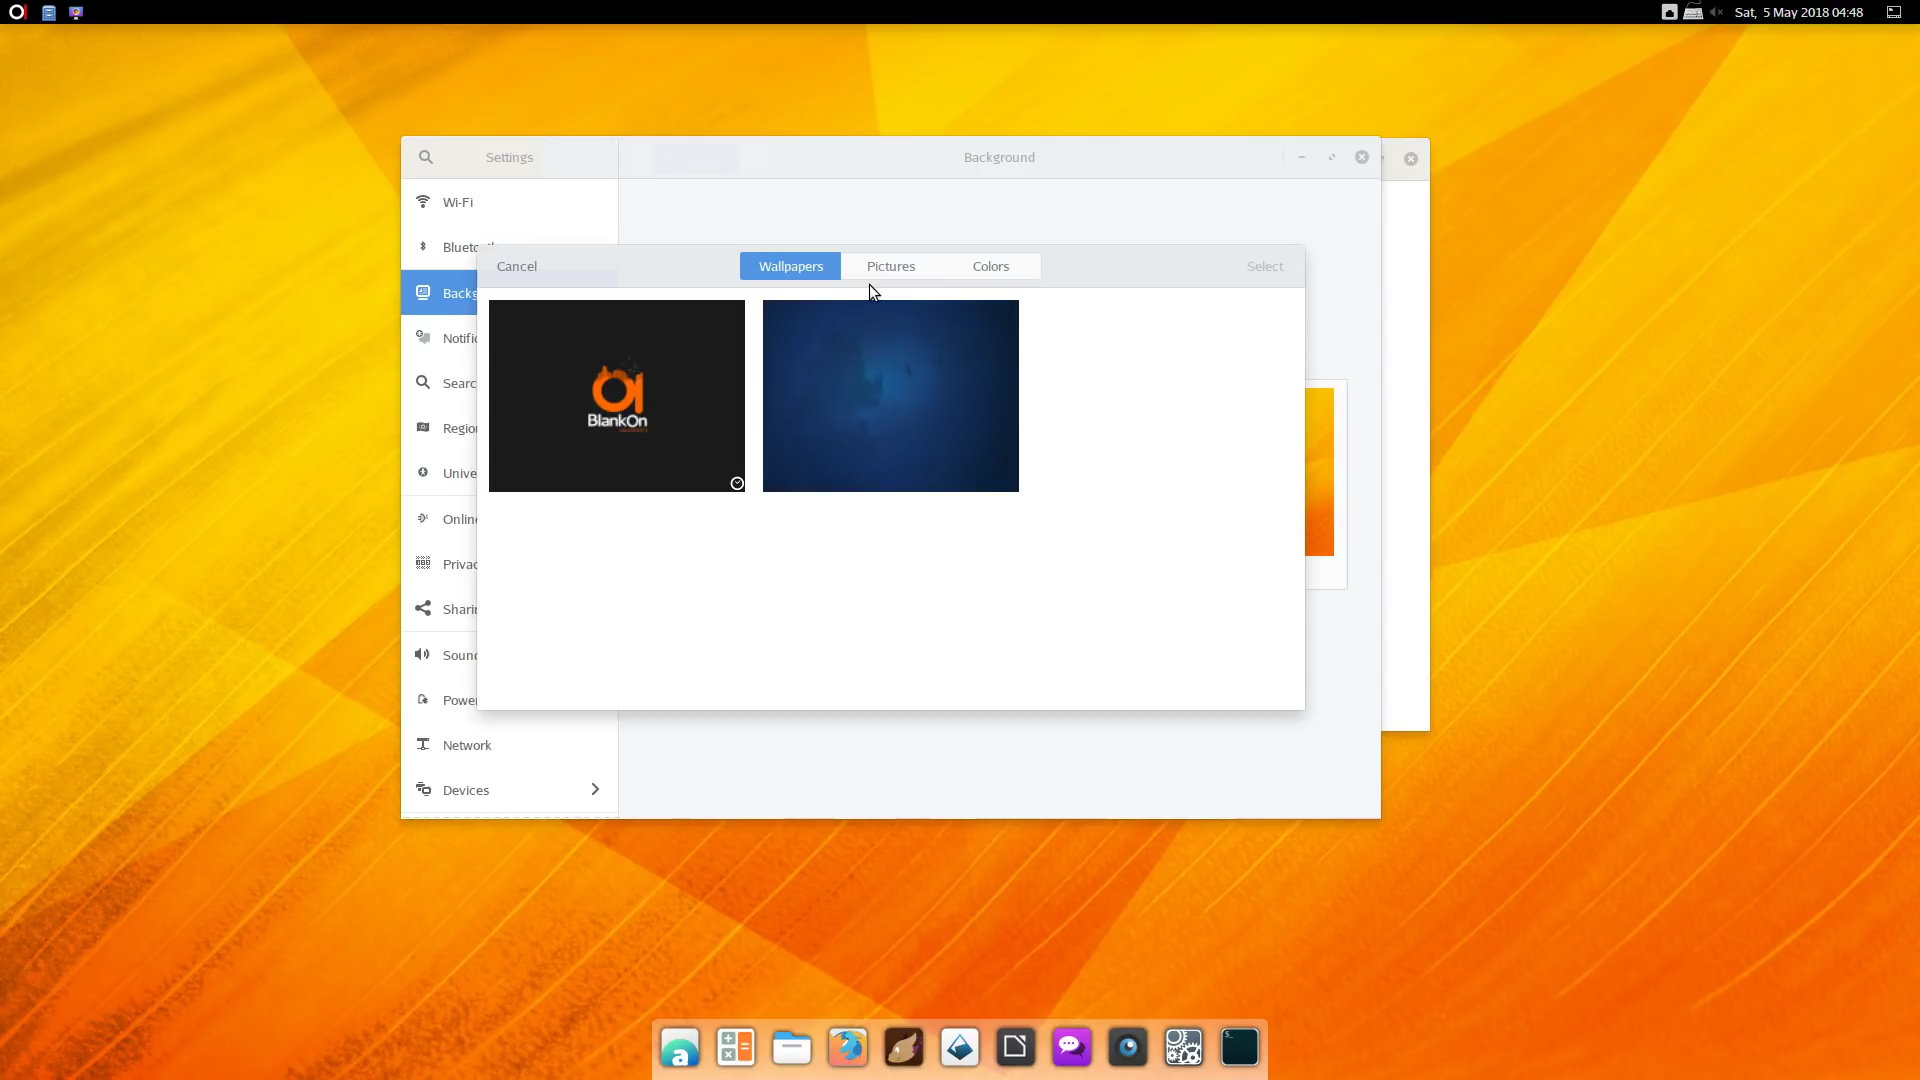 Sat, 5 May 2018 04:48
Settings
Background
Wi-Fi
Cancel
Wallpapers
Pictures
Colors
Select
BlankOn
Network
Devices